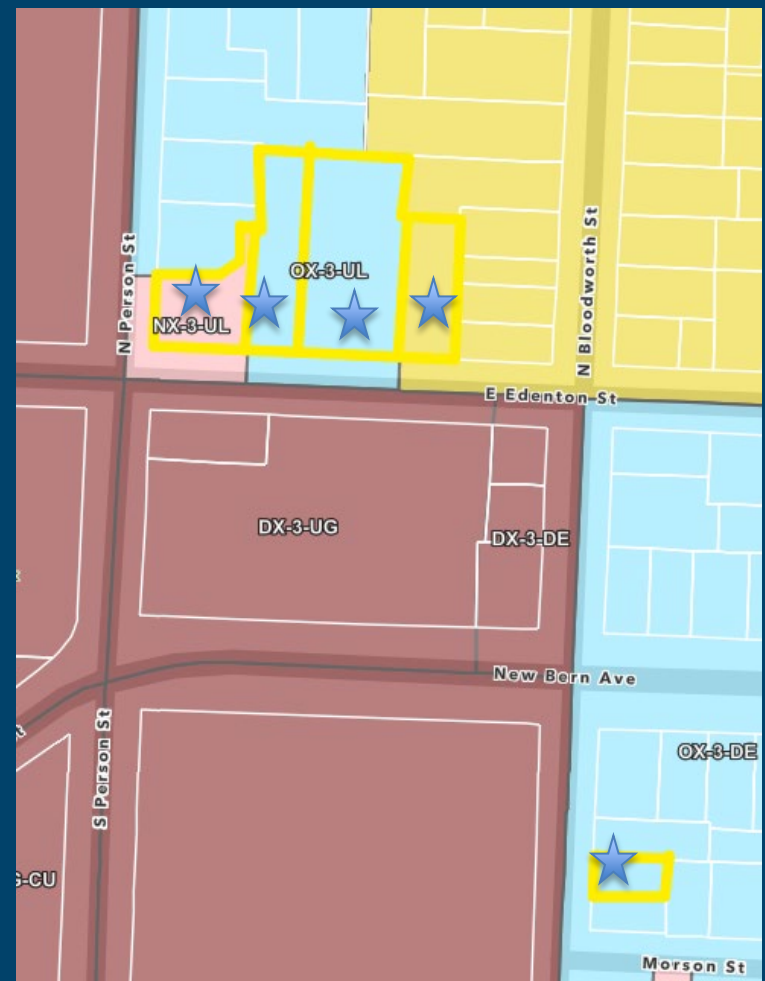 N Person St
N Bloodworth St
OX-3-UL
NX-3-UL
E Edenton St
DX-3-UG
DX-3-DE
New Bern Ave
S Person St
OX-3-DE
-CU
Morson St